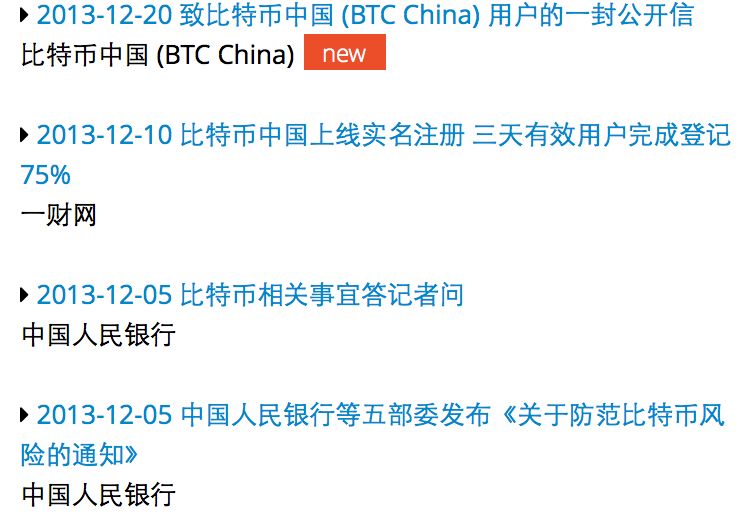 2013-12-20 致比特币中国 (BTC China) 用户的一封公开信
比特币中国 (BTC China) new
2013-12-10 比特币中国上线实名注册 三天有效用户完成登记
75%
一财网
2013-12-05 比特币相关事宜答记者问
中国人民银行
2013-12-05 中国人民银行等五部委发布《关于防范比特币风
险的通知》
中国人民银行